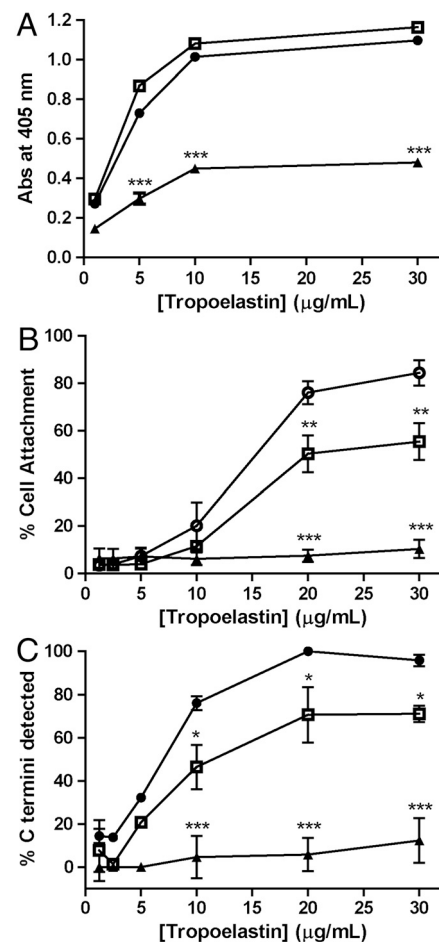 A
Abs at 405 nm
1.2
1.0
0.8
0.6
0.4
0.2
0.0
***
***
***
0 5 10 15 20 25 30
[Tropoelastin] (μg/mL)
B
% Cell Attachment
100
80
60
40
20
0
**
**
***
***
0 5 10 15 20 25 30
[Tropoelastin] (μg/mL)
C
% C termini detected
100
80
60
40
20
0
*
*
*
***
***
***
0 5 10 15 20 25 30
[Tropoelastin] (μg/mL)